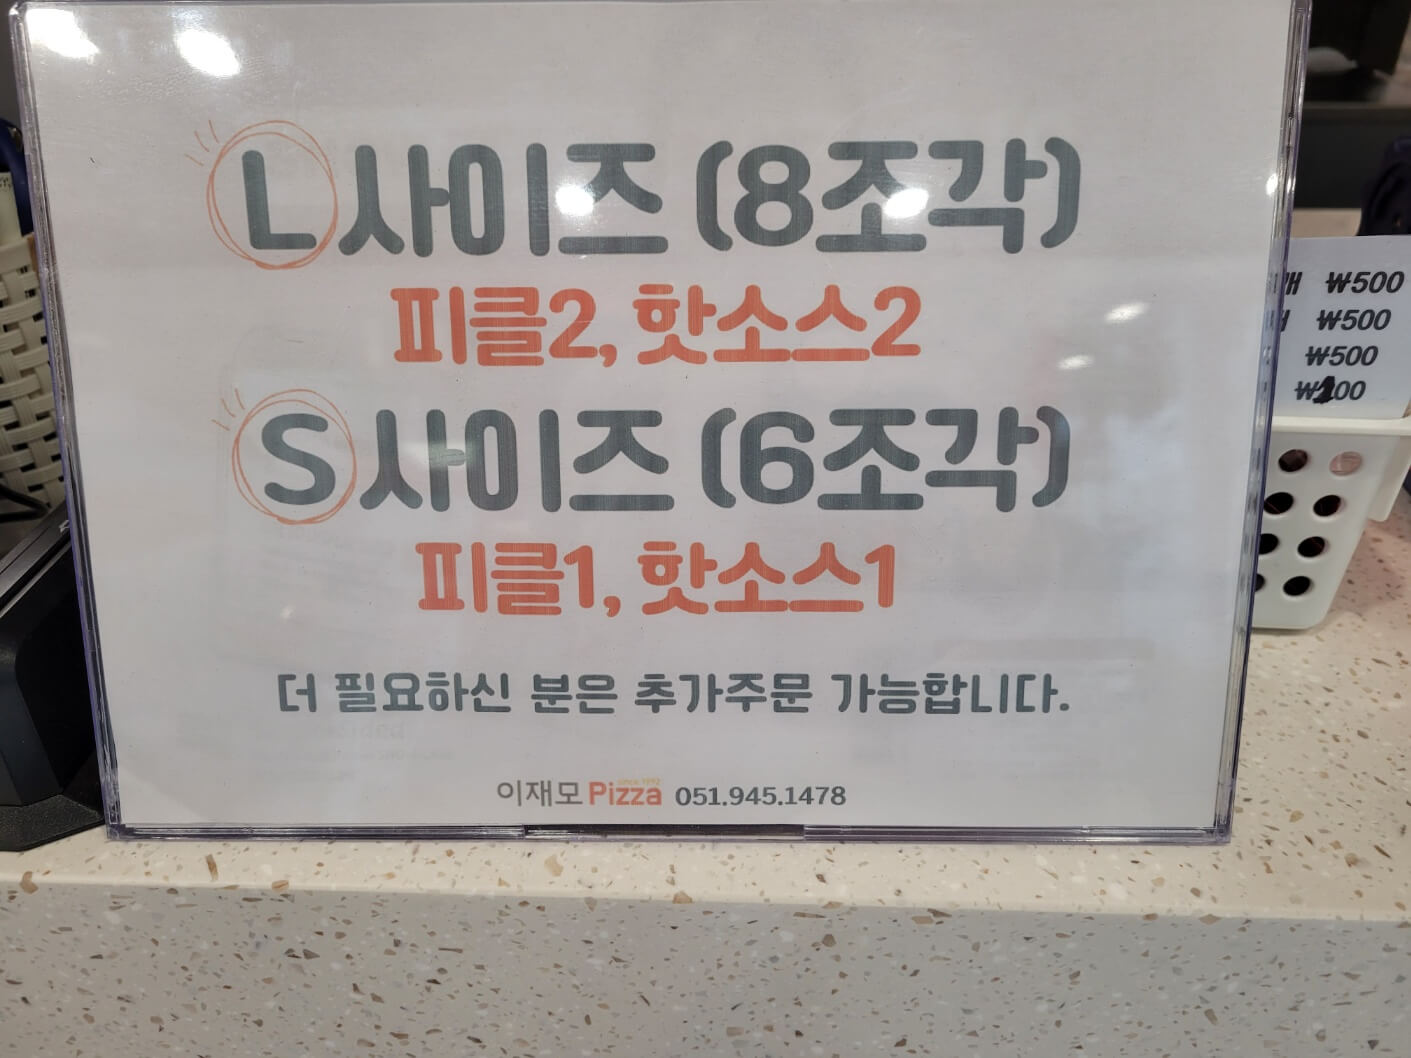 L 사이즈 (8조각)
피클2, 핫소스2
S 사이즈 (6조각)
피클1, 핫소스1
더 필요하신 분은 추가주문 가능합니다.
since 1992
이재모 Pizza 051.945.1478
₩500
₩500
₩500